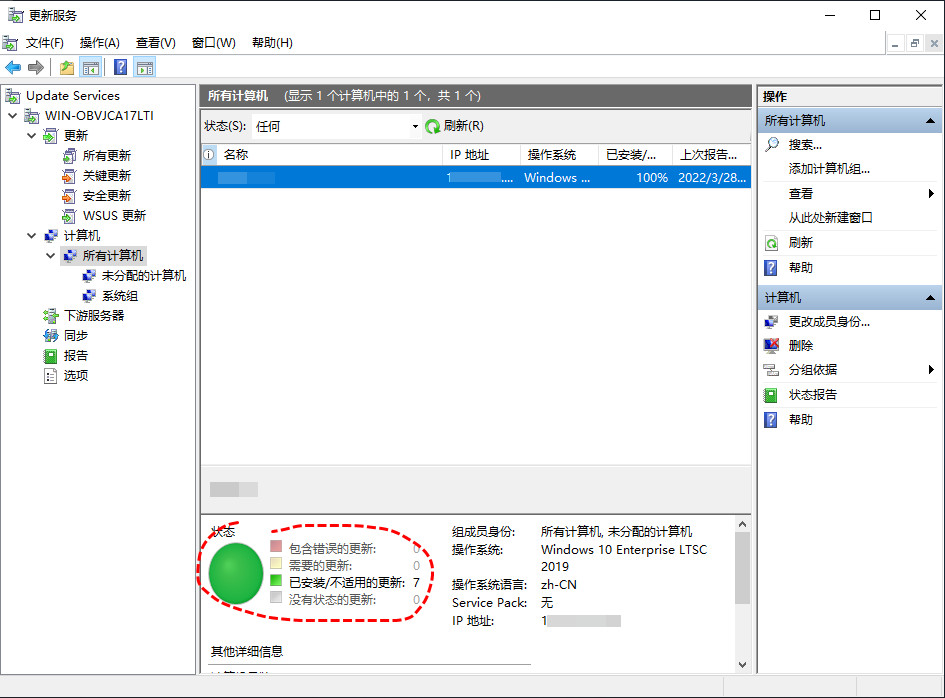 更新服务
文件(F) 操作(A) 查看(V) 窗口(W) 帮助(H)
Update Services
WIN-OBVJCA17LTI
更新
所有更新
关键更新
安全更新
WSUS 更新
计算机
所有计算机
未分配的计算机
系统组
下游服务器
同步
报告
选项
所有计算机 (显示 1 个计算机中的 1 个，共 1 个)
状态(S): 任何 刷新(R)
名称 IP 地址 操作系统 已安装/... 上次报告...
1 .... Windows ... 100% 2022/3/28...
状态
包含错误的更新: 0
需要的更新: 0
已安装/不适用的更新: 7
没有状态的更新: 0
其他详细信息
组成员身份: 所有计算机, 未分配的计算机
操作系统: Windows 10 Enterprise LTSC
2019
操作系统语言: zh-CN
Service Pack: 无
IP 地址: 1
操作
所有计算机
搜索...
添加计算机组...
查看
从此处新建窗口
刷新
帮助
计算机
更改成员身份...
删除
分组依据
状态报告
帮助